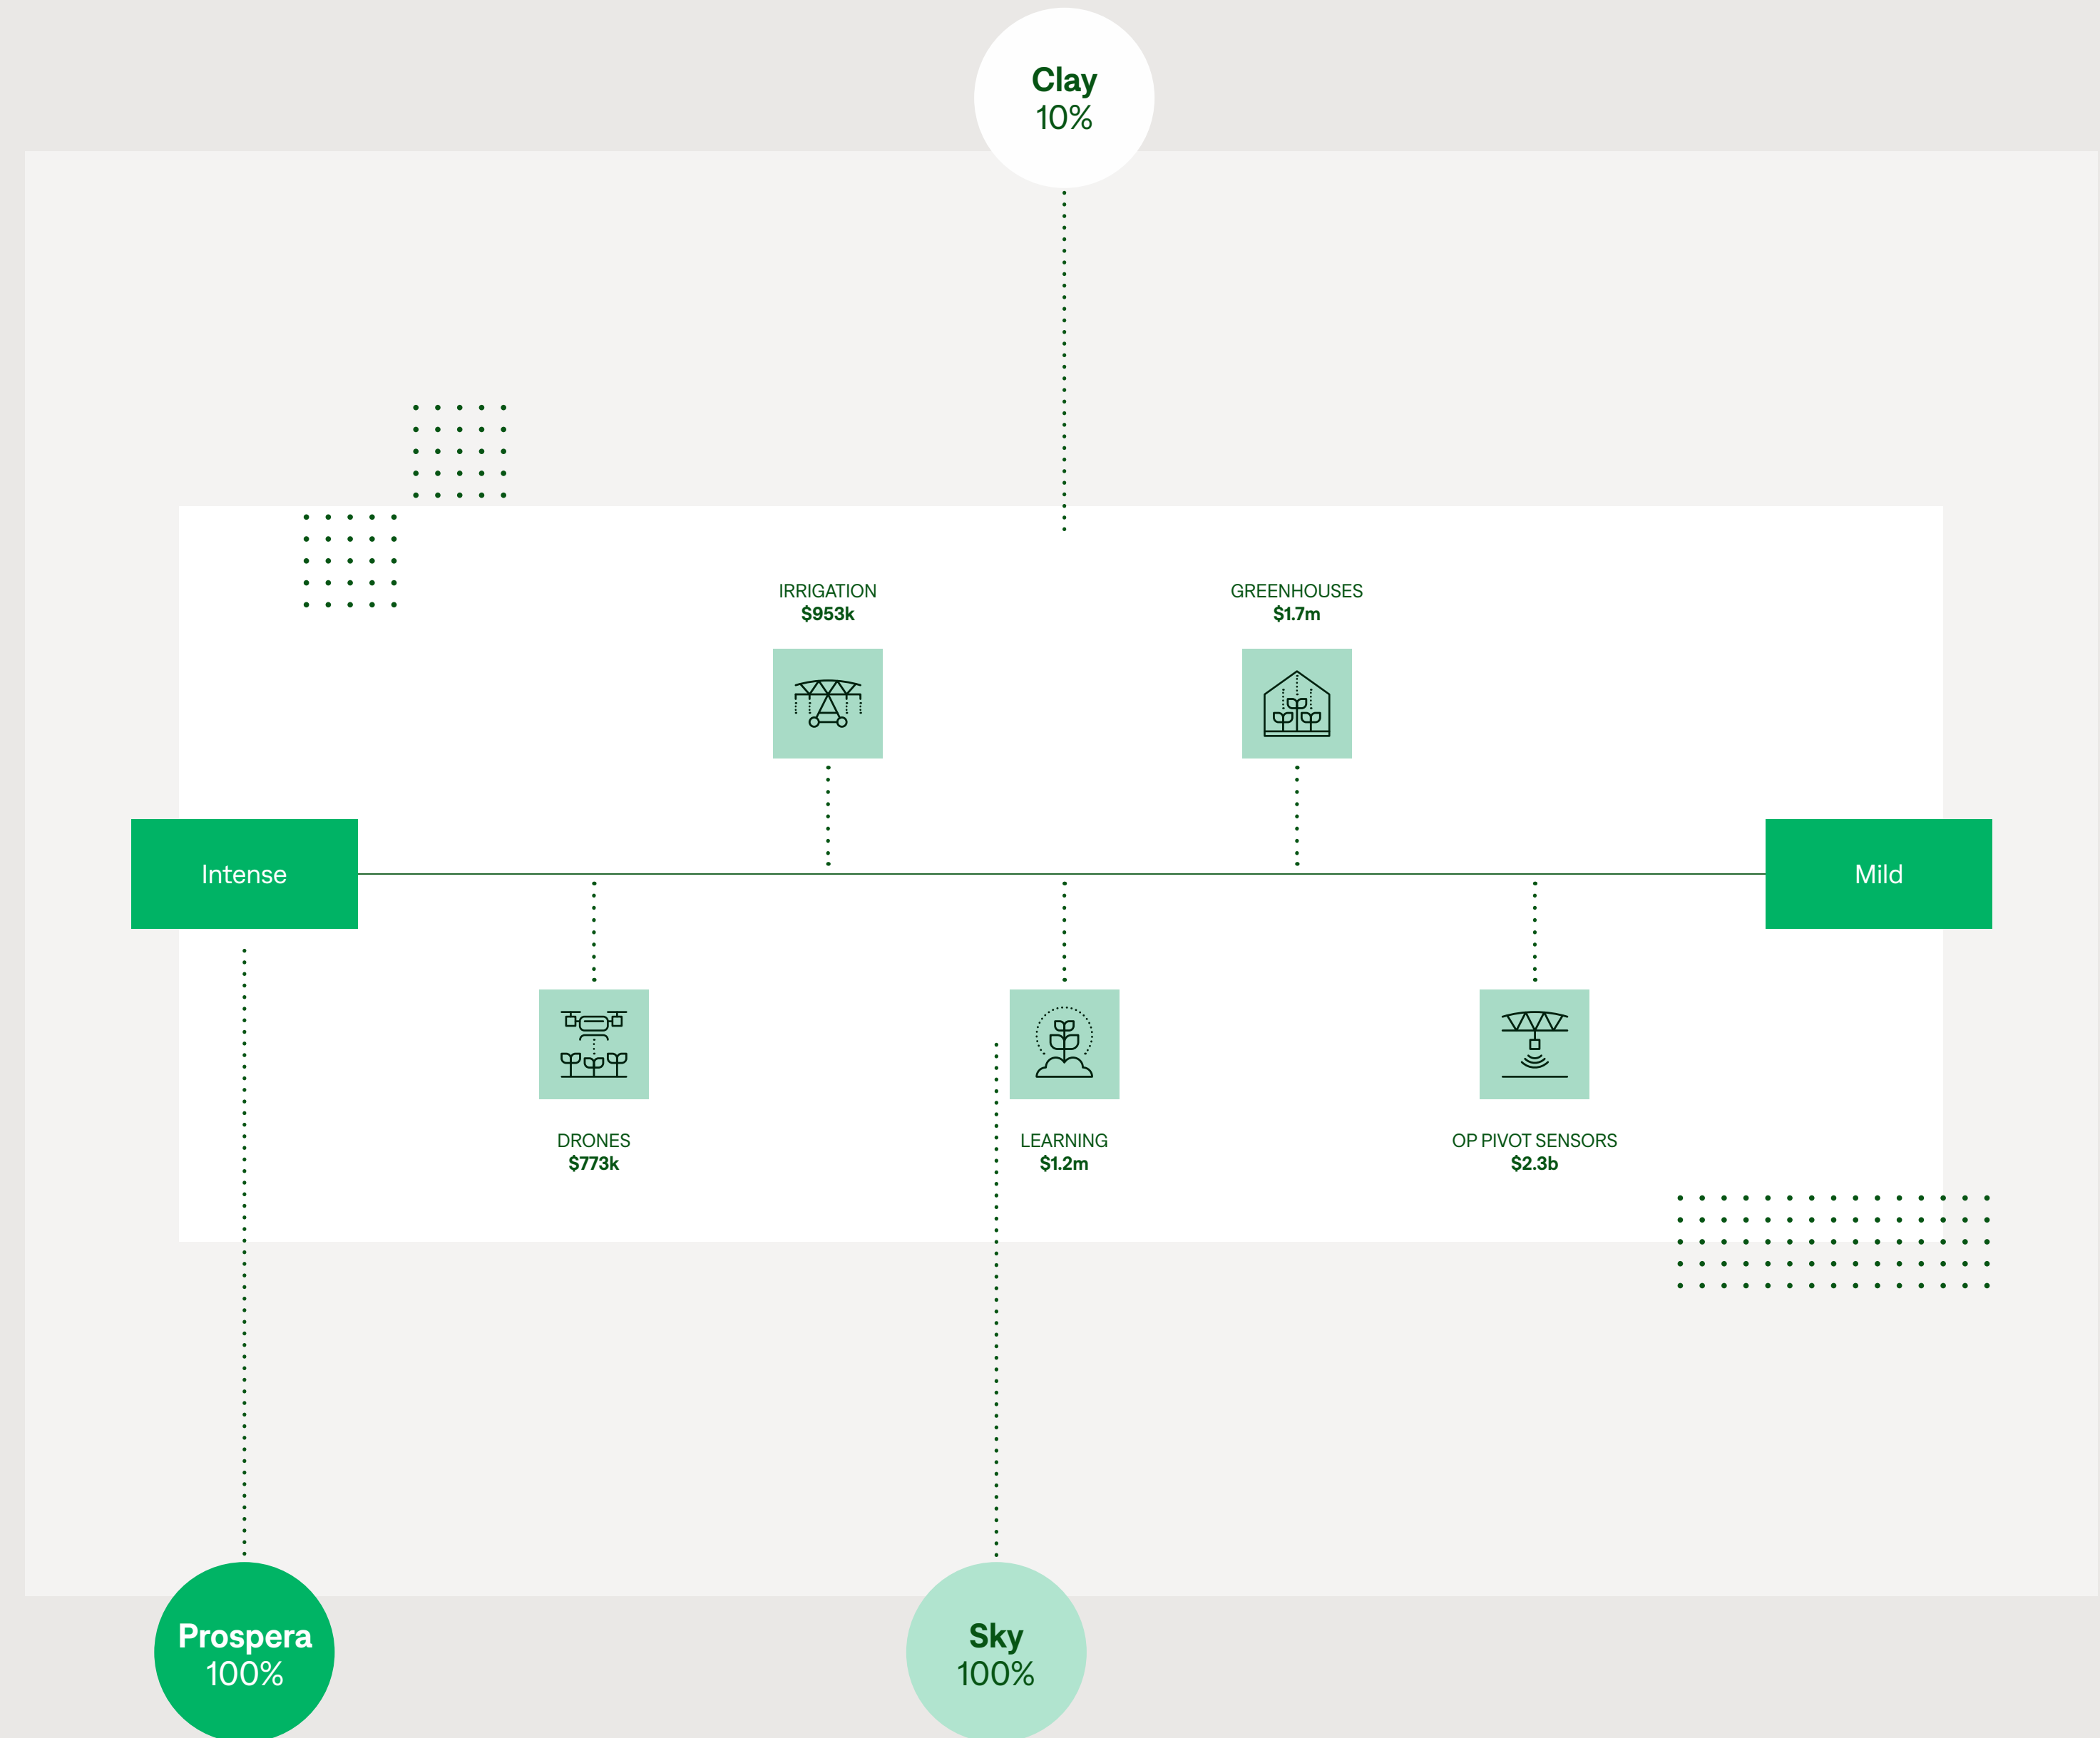 Clay
10%
IRRIGATION
$953k
GREENHOUSES
$1.7m
Intense
Mild
DRONES
$773k
LEARNING
$1.2m
OP PIVOT SENSORS
$2.3b
Prospera
100%
Sky
100%